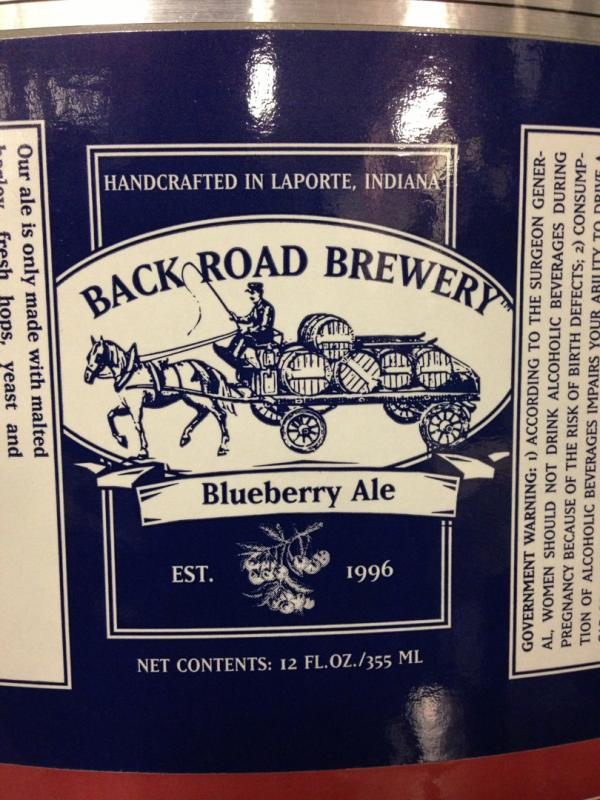 HANDCRAFTED IN LAPORTE, INDIANA
BACK ROAD BREWERY
Blueberry Ale
EST. 1996
NET CONTENTS: 12 FL.OZ./355 ML
Our ale is only made with malted
barley, fresh hops, yeast and
GOVERNMENT WARNING: 1) ACCORDING TO THE SURGEON GENER-
AL, WOMEN SHOULD NOT DRINK ALCOHOLIC BEVERAGES DURING
PREGNANCY BECAUSE OF THE RISK OF BIRTH DEFECTS; 2) CONSUMP-
TION OF ALCOHOLIC BEVERAGES IMPAIRS YOUR ABILITY TO DRIVE A